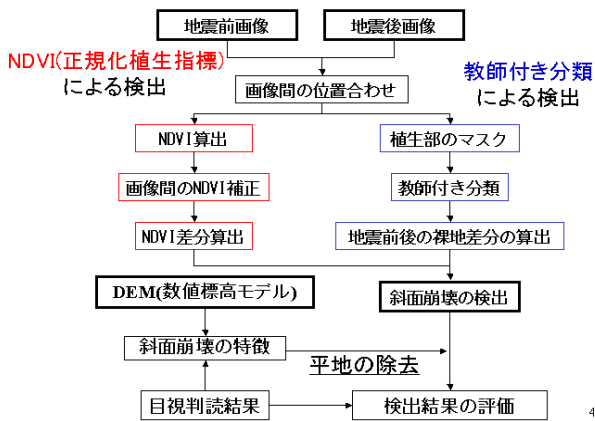 地震前画像
地震後画像
NDVI(正規化植生指標)
による検出
教師付き分類
による検出
画像間の位置合わせ
NDVI算出
植生部のマスク
画像間のNDVI補正
教師付き分類
NDVI差分算出
地震前後の裸地差分の算出
DEM(数値標高モデル)
斜面崩壊の検出
斜面崩壊の特徴
平地の除去
目視判読結果
検出結果の評価
4